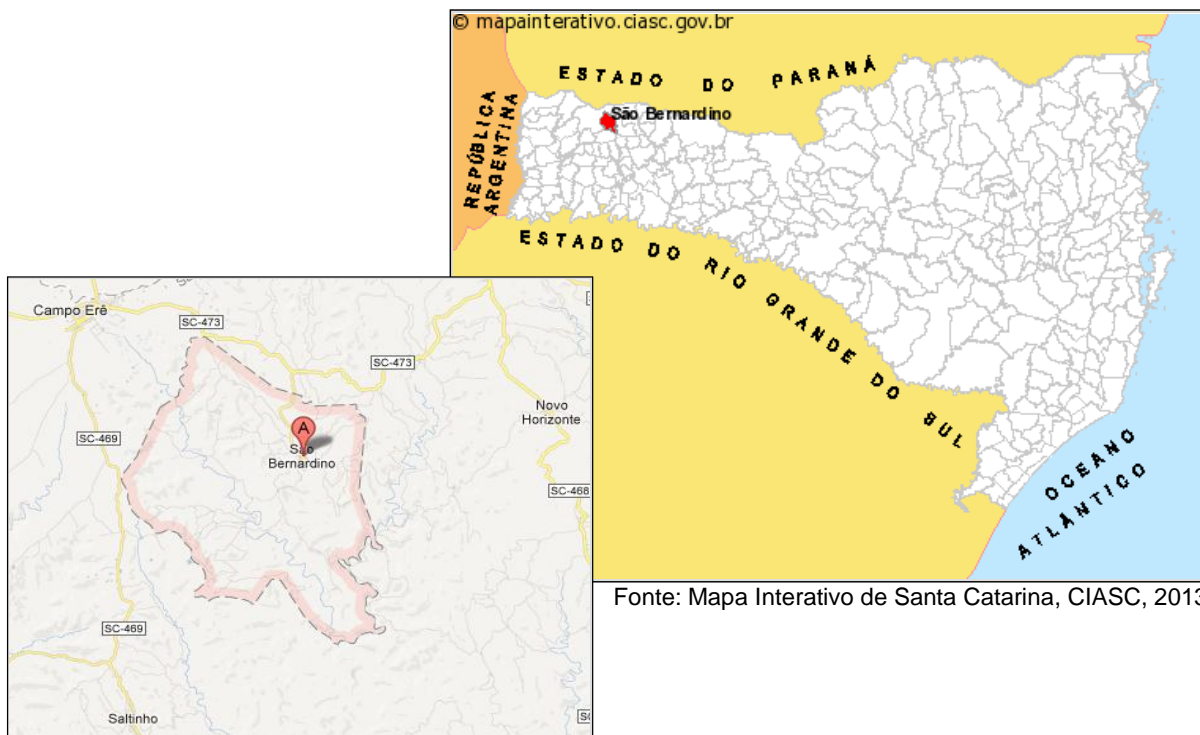 © mapainterativo.ciasc.gov.br
ESTADO DO PARANÁ
São Bernardino
REPÚBLICA
ARGENTINA
ESTADO DO RIO GRANDE DO SUL
OCEANO
ATLÂNTICO
Campo Erê
SC-473
SC-473
Novo
Horizonte
SC-469
A
São
Bernardino
SC-468
SC-469
Saltinho
Fonte: Mapa Interativo de Santa Catarina, CIASC, 2013